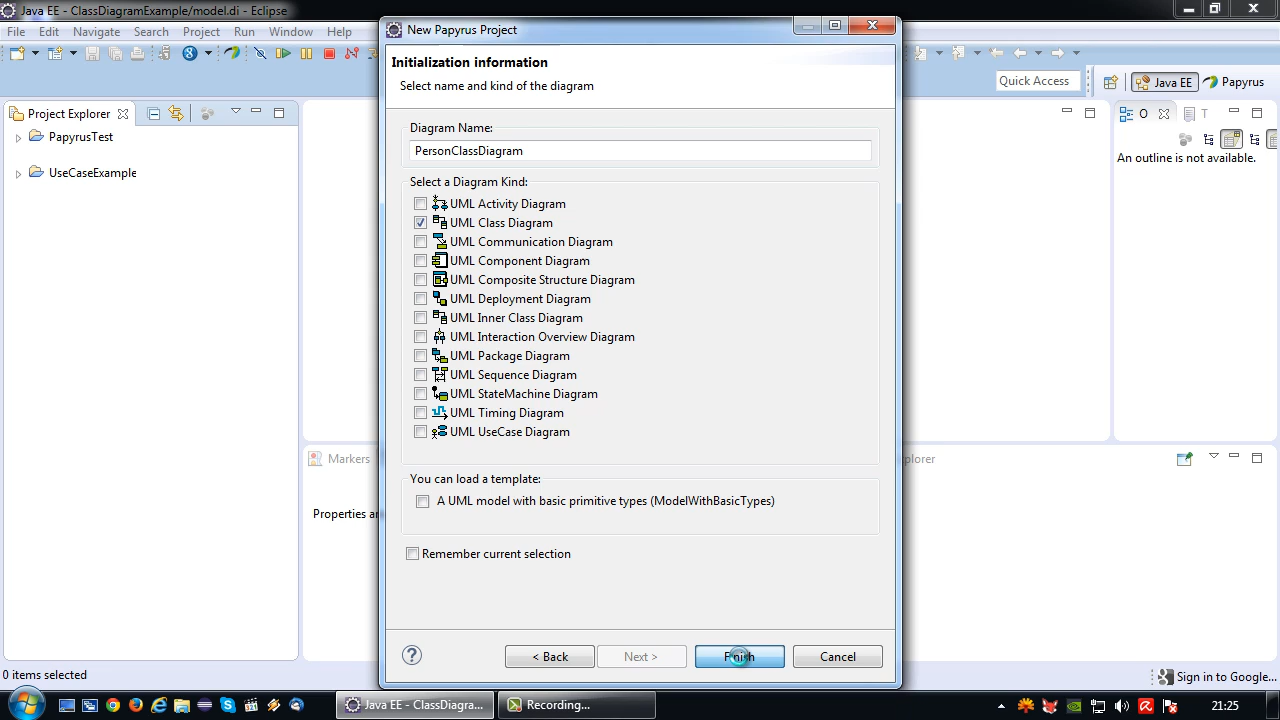 Java EE - ClassDiagramExample/model.di - Eclipse
File Edit Navigate Search Project Run Window Help
Quick Access
Java EE
Papyrus
Project Explorer
PapyrusTest
UseCaseExample
New Papyrus Project
Initialization information
Select name and kind of the diagram
Diagram Name:
PersonClassDiagram
Select a Diagram Kind:
UML Activity Diagram
UML Class Diagram
UML Communication Diagram
UML Component Diagram
UML Composite Structure Diagram
UML Deployment Diagram
UML Inner Class Diagram
UML Interaction Overview Diagram
UML Package Diagram
UML Sequence Diagram
UML StateMachine Diagram
UML Timing Diagram
UML UseCase Diagram
You can load a template:
A UML model with basic primitive types (ModelWithBasicTypes)
Remember current selection
< Back
Next >
Finish
Cancel
O
T
An outline is not available.
Markers
plorer
Properties ar
0 items selected
Sign in to Google...
Java EE - ClassDiagra...
Recording...
21:25